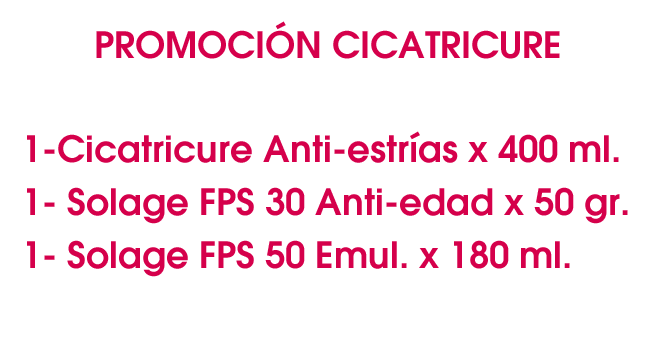 PROMOCIÓN CICATRICURE
1-Cicatricure Anti-estrías x 400 ml.
1- Solage FPS 30 Anti-edad x 50 gr.
1- Solage FPS 50 Emul. x 180 ml.